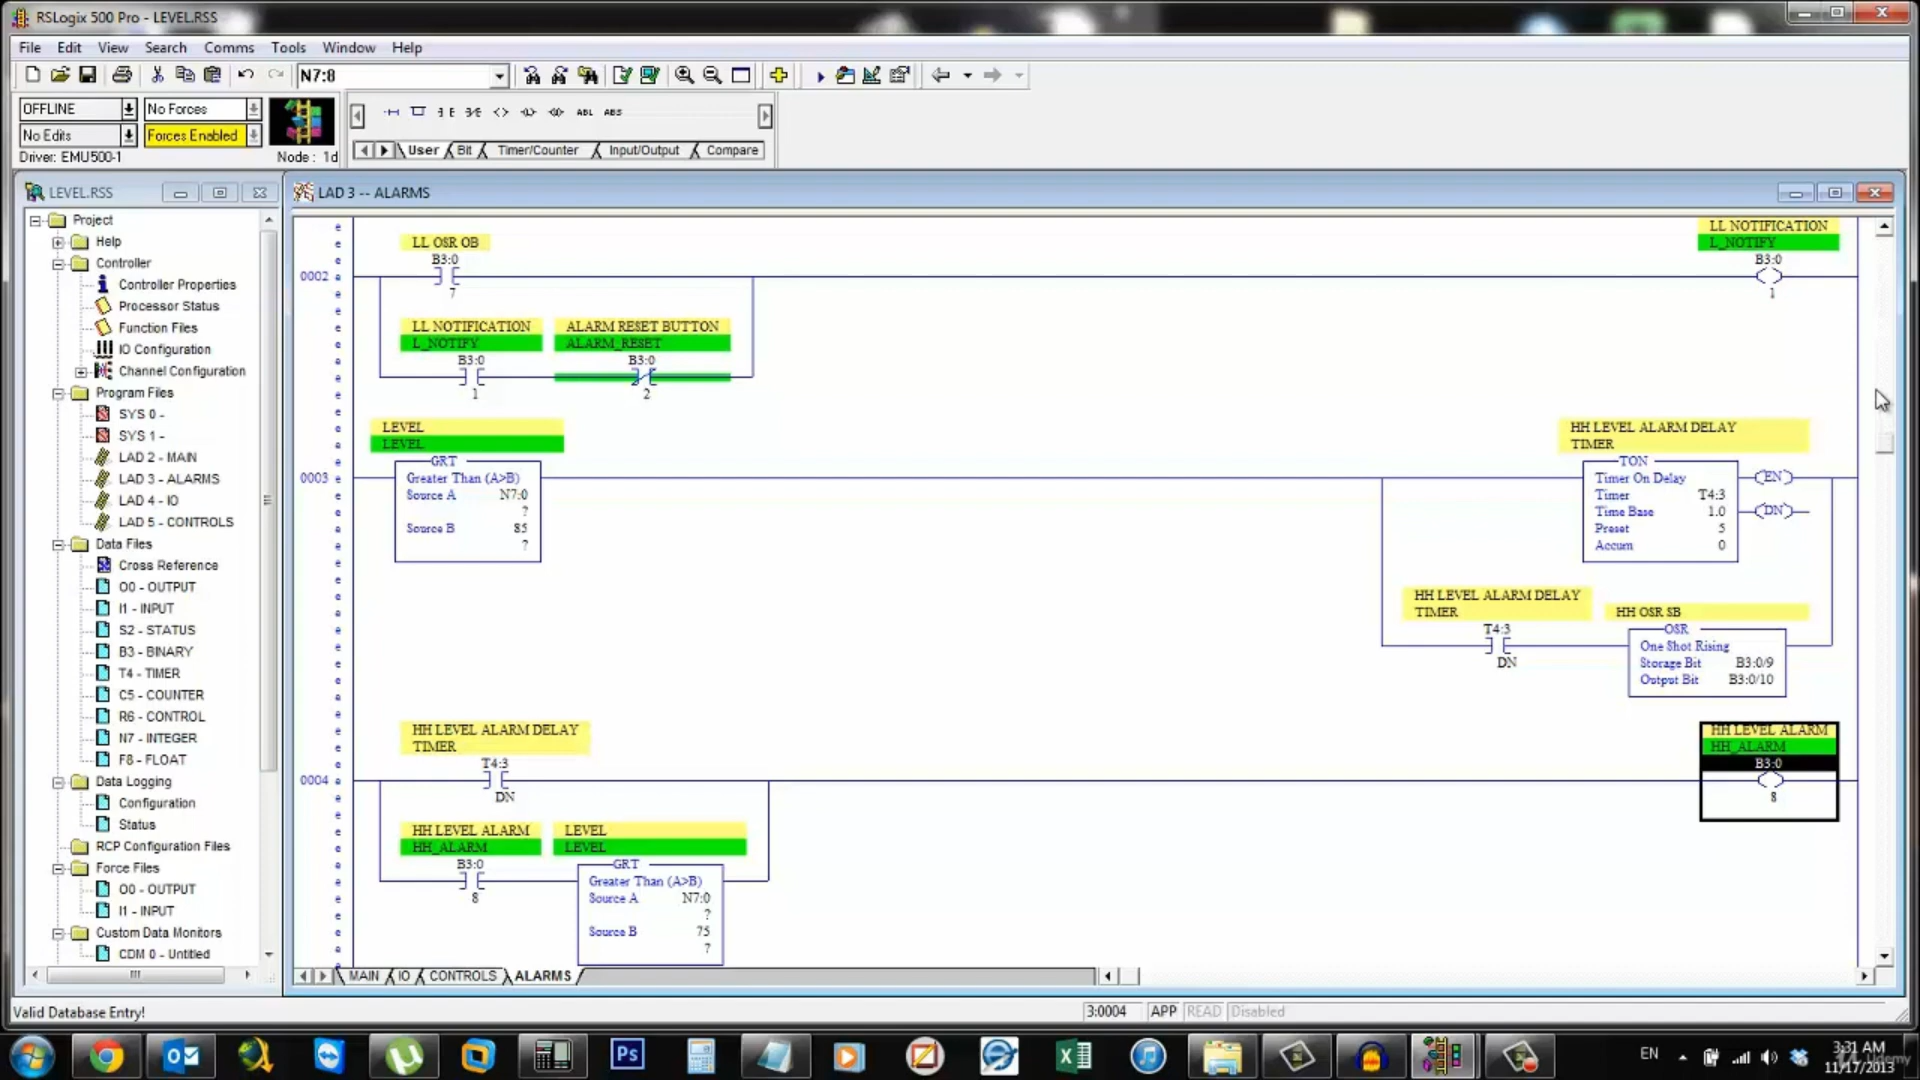 RSLogix 500 Pro - LEVEL.RSS
File Edit View Search Comms Tools Window Help
N7:8
OFFLINE No Forces
No Edits Forces Enabled
Driver: EMU500-1 Node : 1d
User Bit Timer/Counter Input/Output Compare
LEVEL.RSS
Project
Help
Controller
Controller Properties
Processor Status
Function Files
IO Configuration
Channel Configuration
Program Files
SYS 0 -
SYS 1 -
LAD 2 - MAIN
LAD 3 - ALARMS
LAD 4 - IO
LAD 5 - CONTROLS
Data Files
Cross Reference
O0 - OUTPUT
I1 - INPUT
S2 - STATUS
B3 - BINARY
T4 - TIMER
C5 - COUNTER
R6 - CONTROL
N7 - INTEGER
F8 - FLOAT
Data Logging
Configuration
Status
RCP Configuration Files
Force Files
O0 - OUTPUT
I1 - INPUT
Custom Data Monitors
CDM 0 - Untitled
LAD 3 -- ALARMS
LL OSR OB
B3:0
7
LL NOTIFICATION
L_NOTIFY
B3:0
1
0002
LL NOTIFICATION
L_NOTIFY
B3:0
1
ALARM RESET BUTTON
ALARM_RESET
B3:0
2
LEVEL
LEVEL
GRT
Greater Than (A>B)
Source A N7:0
?
Source B 85
?
0003
HH LEVEL ALARM DELAY
TIMER
TON
Timer On Delay
Timer T4:3
Time Base 1.0
Preset 5
Accum 0
EN
DN
HH LEVEL ALARM DELAY
TIMER
T4:3
DN
HH OSR SB
OSR
One Shot Rising
Storage Bit B3:0/9
Output Bit B3:0/10
HH LEVEL ALARM DELAY
TIMER
T4:3
DN
0004
HH LEVEL ALARM
HH_ALARM
B3:0
8
HH LEVEL ALARM
HH_ALARM
B3:0
8
LEVEL
LEVEL
GRT
Greater Than (A>B)
Source A N7:0
?
Source B 75
?
MAIN IO CONTROLS ALARMS
Valid Database Entry!
3:0004 APP READ Disabled
EN
3:31 AM
11/17/2013
Udemy